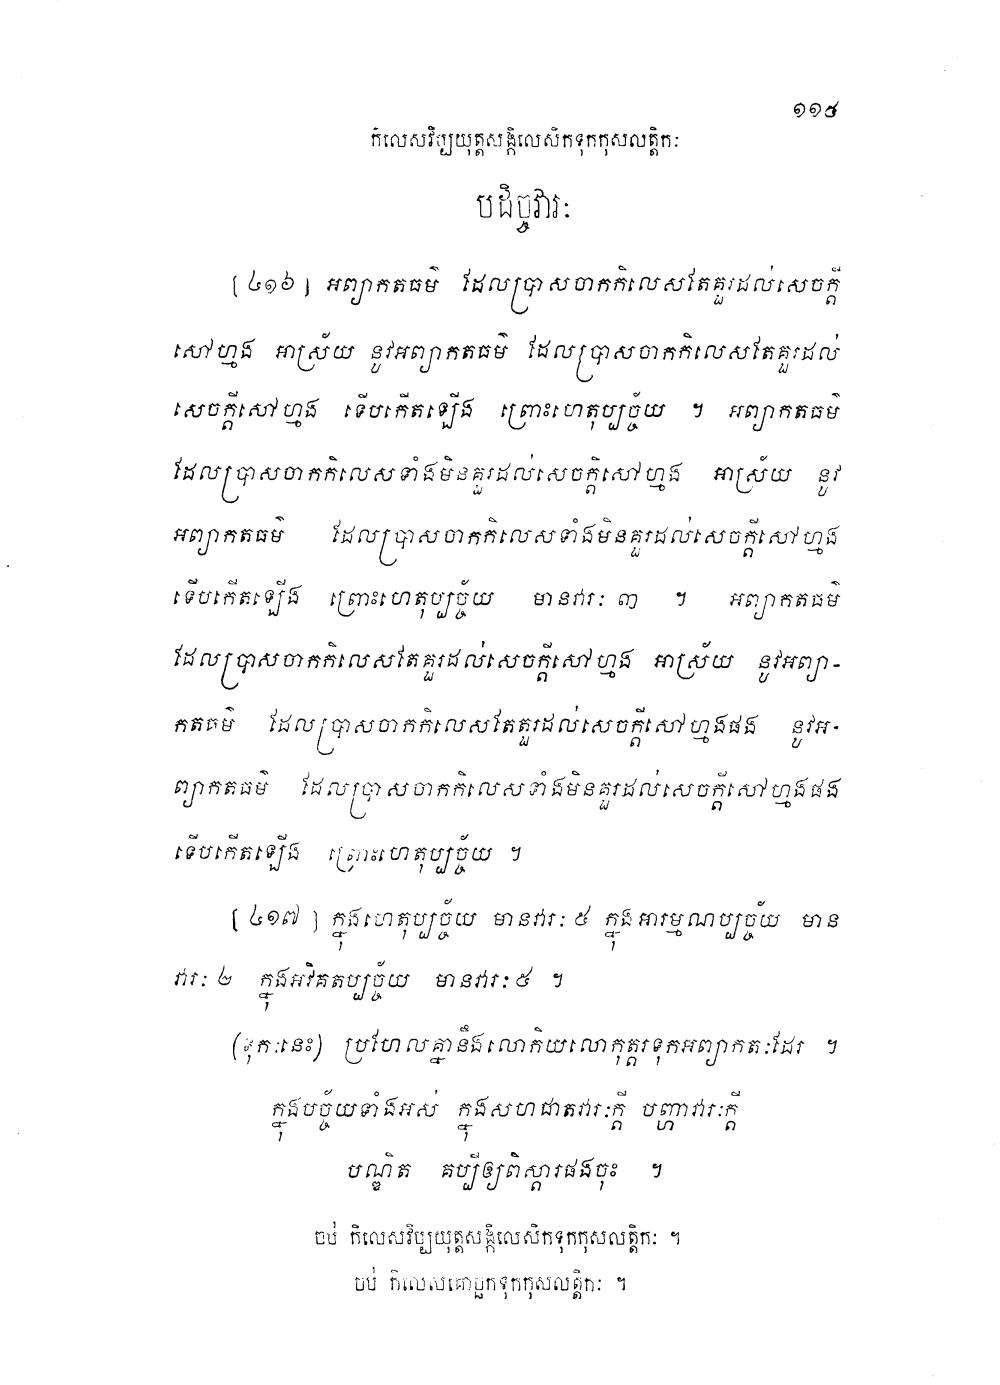 ១១៥
កិលេសវិប្បយុត្តសង្កិលេសិកទុកកុសលត្តិកៈ
បដិច្ចវារៈ
[៤១៦] អព្យាកតធម៌ ដែលប្រាសចាកកិលេសតែគួរដល់សេចក្តី
សៅហ្មង អាស្រ័យ នូវអព្យាកតធម៌ ដែលប្រាសចាកកិលេសតែគួរដល់
សេចក្តីសៅហ្មង ទើបកើតឡើង ព្រោះហេតុប្បច្ច័យ ។ អព្យាកតធម៌
ដែលប្រាសចាកកិលេសទាំងមិនគួរដល់សេចក្តិសៅហ្មង អាស្រ័យ នូវ
អព្យាកតធម៌ ដែលប្រាសចាកកិលេសទាំងមិនគួរដល់សេចក្តីសៅហ្មង
ទើបកើតឡើង ព្រោះហេតុប្បច្ច័យ មានវារៈ ៣ ។ អព្យាកតធម៌
ដែលប្រាសចាកកិលេសតែគួរដល់សេចក្តីសៅហ្មង អាស្រ័យ នូវអព្យា-
កតធម៌ ដែលប្រាសចាកកិលេសតែគួរដល់សេចក្តីសៅហ្មងផង នូវអ-
ព្យាកតធម៌ ដែលប្រាសចាកកិលេសទាំងមិនគួរដល់សេចក្តីសៅហ្មងផង
ទើបកើតឡើង ព្រោះហេតុប្បច្ច័យ ។
[៤១៧] ក្នុងហេតុប្បច្ច័យ មានវារៈ ៥ ក្នុងអារម្មណប្បច្ច័យ មាន
វារៈ ២ ក្នុងអវិគតប្បច្ច័យ មានវារៈ ៥ ។
(ទុកៈនេះ) ប្រហែលគ្នានឹងលោកិយលោកុត្តរទុកអព្យាកតៈដែរ ។
ក្នុងបច្ច័យទាំងអស់ ក្នុងសហជាតវារៈក្តី បញ្ហាវារៈក្តី
បណ្ឌិត គប្បីឲ្យពិស្តារផងចុះ ។
ចប់ កិលេសវិប្បយុត្តសង្កិលេសិកទុកកុសលត្តិកៈ ។
ចប់ កិលេសគោច្ឆកទុកកុសលត្តិកៈ ។